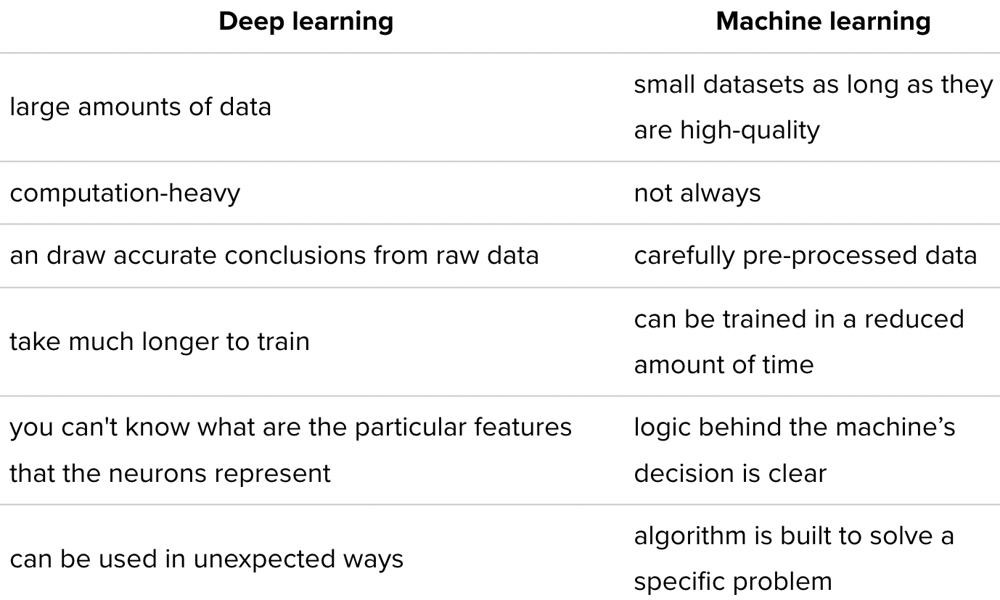 Deep learning Machine learning
large amounts of data
small datasets as long as they
are high-quality
computation-heavy
not always
an draw accurate conclusions from raw data
carefully pre-processed data
take much longer to train
can be trained in a reduced
amount of time
you can't know what are the particular features
that the neurons represent
logic behind the machine’s
decision is clear
can be used in unexpected ways
algorithm is built to solve a
specific problem